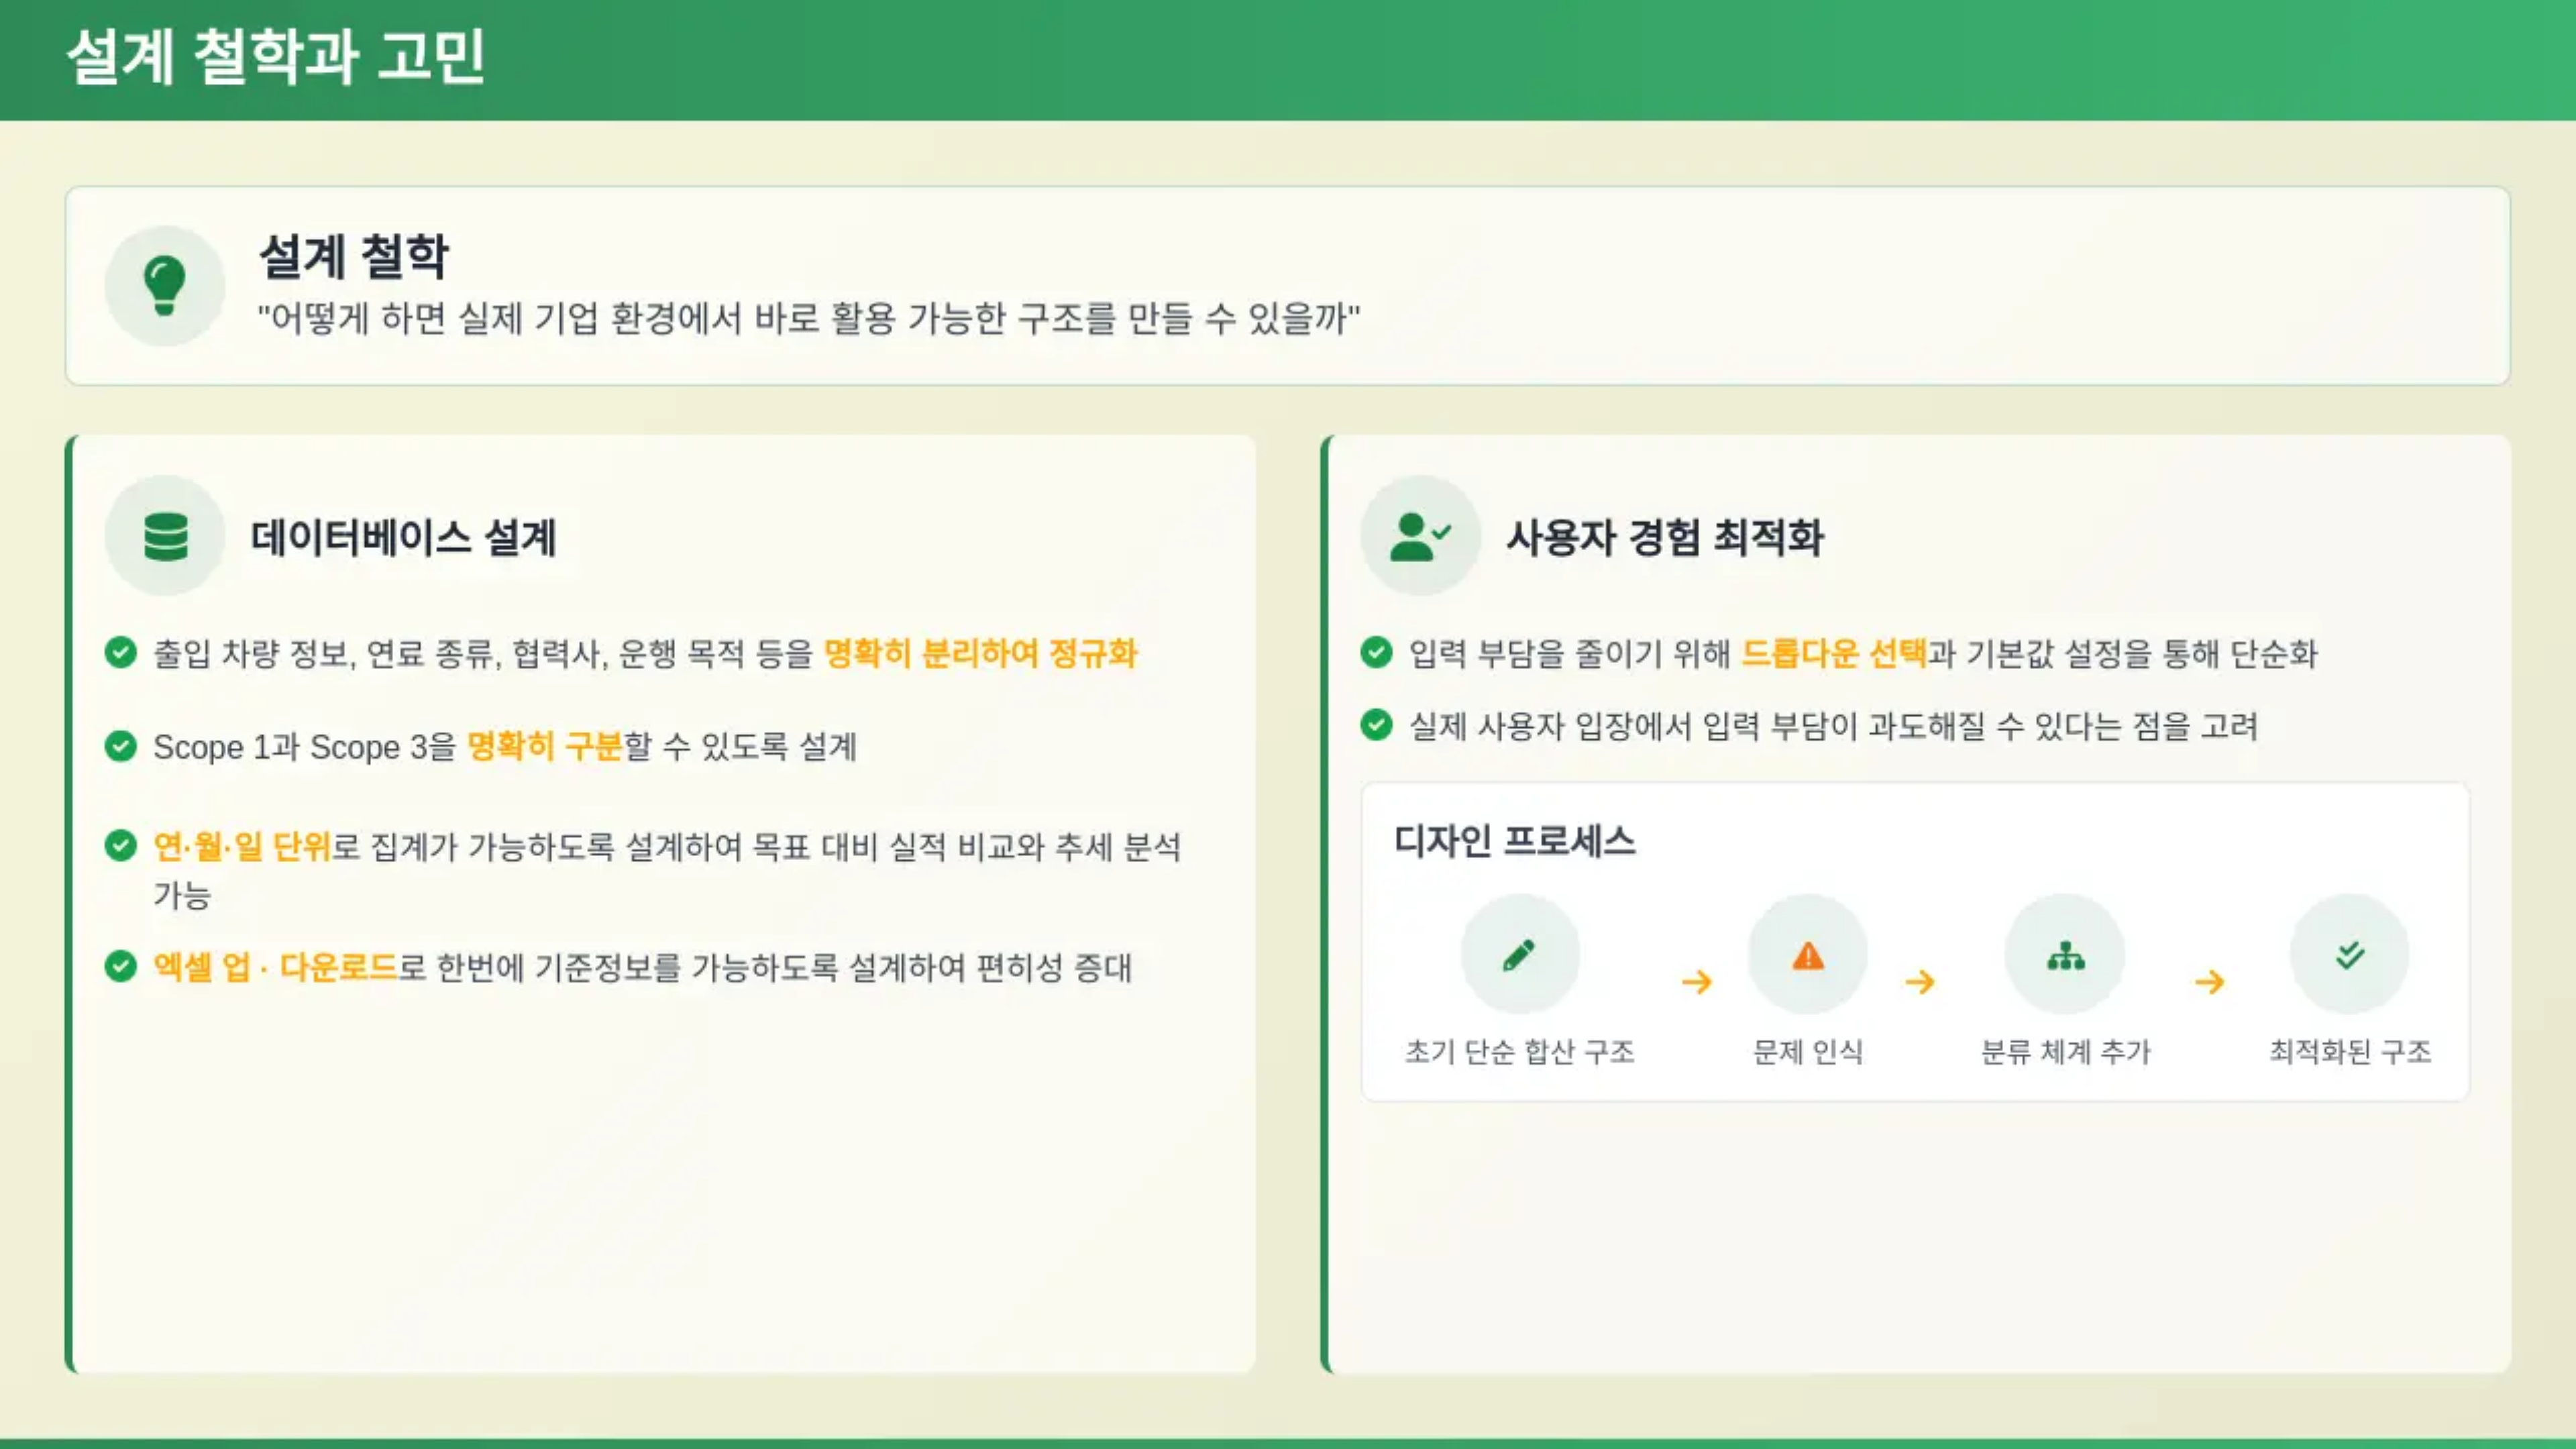 설계 철학과 고민
설계 철학
"어떻게 하면 실제 기업 환경에서 바로 활용 가능한 구조를 만들 수 있을까"
데이터베이스 설계
출입 차량 정보, 연료 종류, 협력사, 운행 목적 등을 명확히 분리하여 정규화
Scope 1과 Scope 3을 명확히 구분할 수 있도록 설계
연·월·일 단위로 집계가 가능하도록 설계하여 목표 대비 실적 비교와 추세 분석
가능
엑셀 업 · 다운로드로 한번에 기준정보를 가능하도록 설계하여 편히성 증대
사용자 경험 최적화
입력 부담을 줄이기 위해 드롭다운 선택과 기본값 설정을 통해 단순화
실제 사용자 입장에서 입력 부담이 과도해질 수 있다는 점을 고려
디자인 프로세스
초기 단순 합산 구조
문제 인식
분류 체계 추가
최적화된 구조